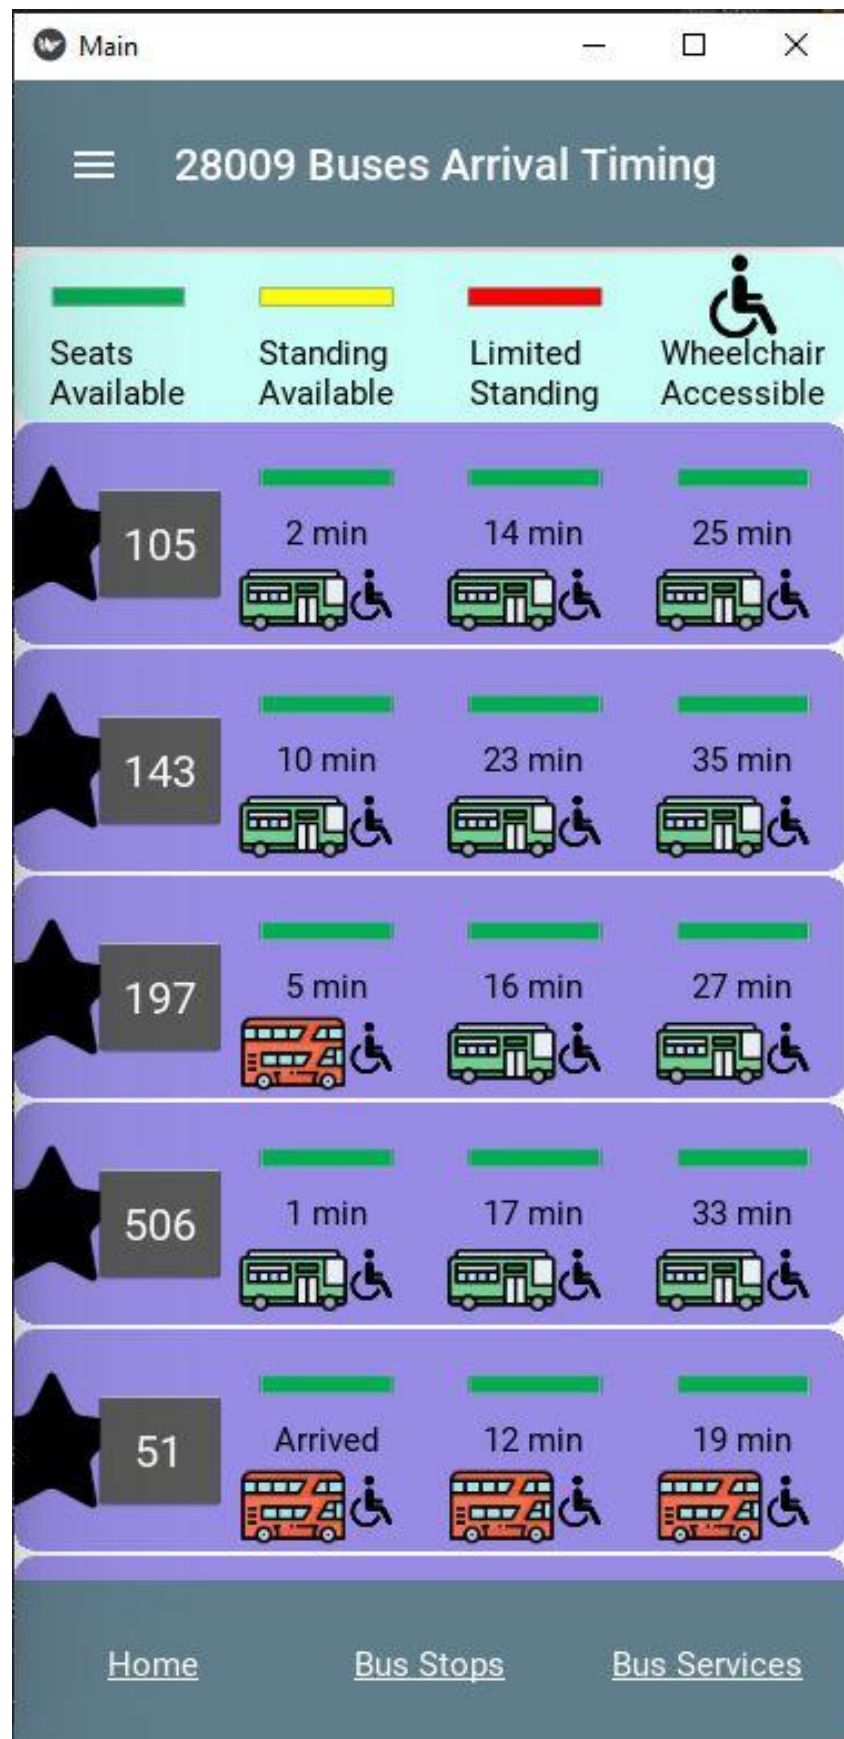 Main
28009 Buses Arrival Timing
Seats Available
Standing Available
Limited Standing
Wheelchair Accessible
105
2 min
14 min
25 min
143
10 min
23 min
35 min
197
5 min
16 min
27 min
506
1 min
17 min
33 min
51
Arrived
12 min
19 min
Home
Bus Stops
Bus Services